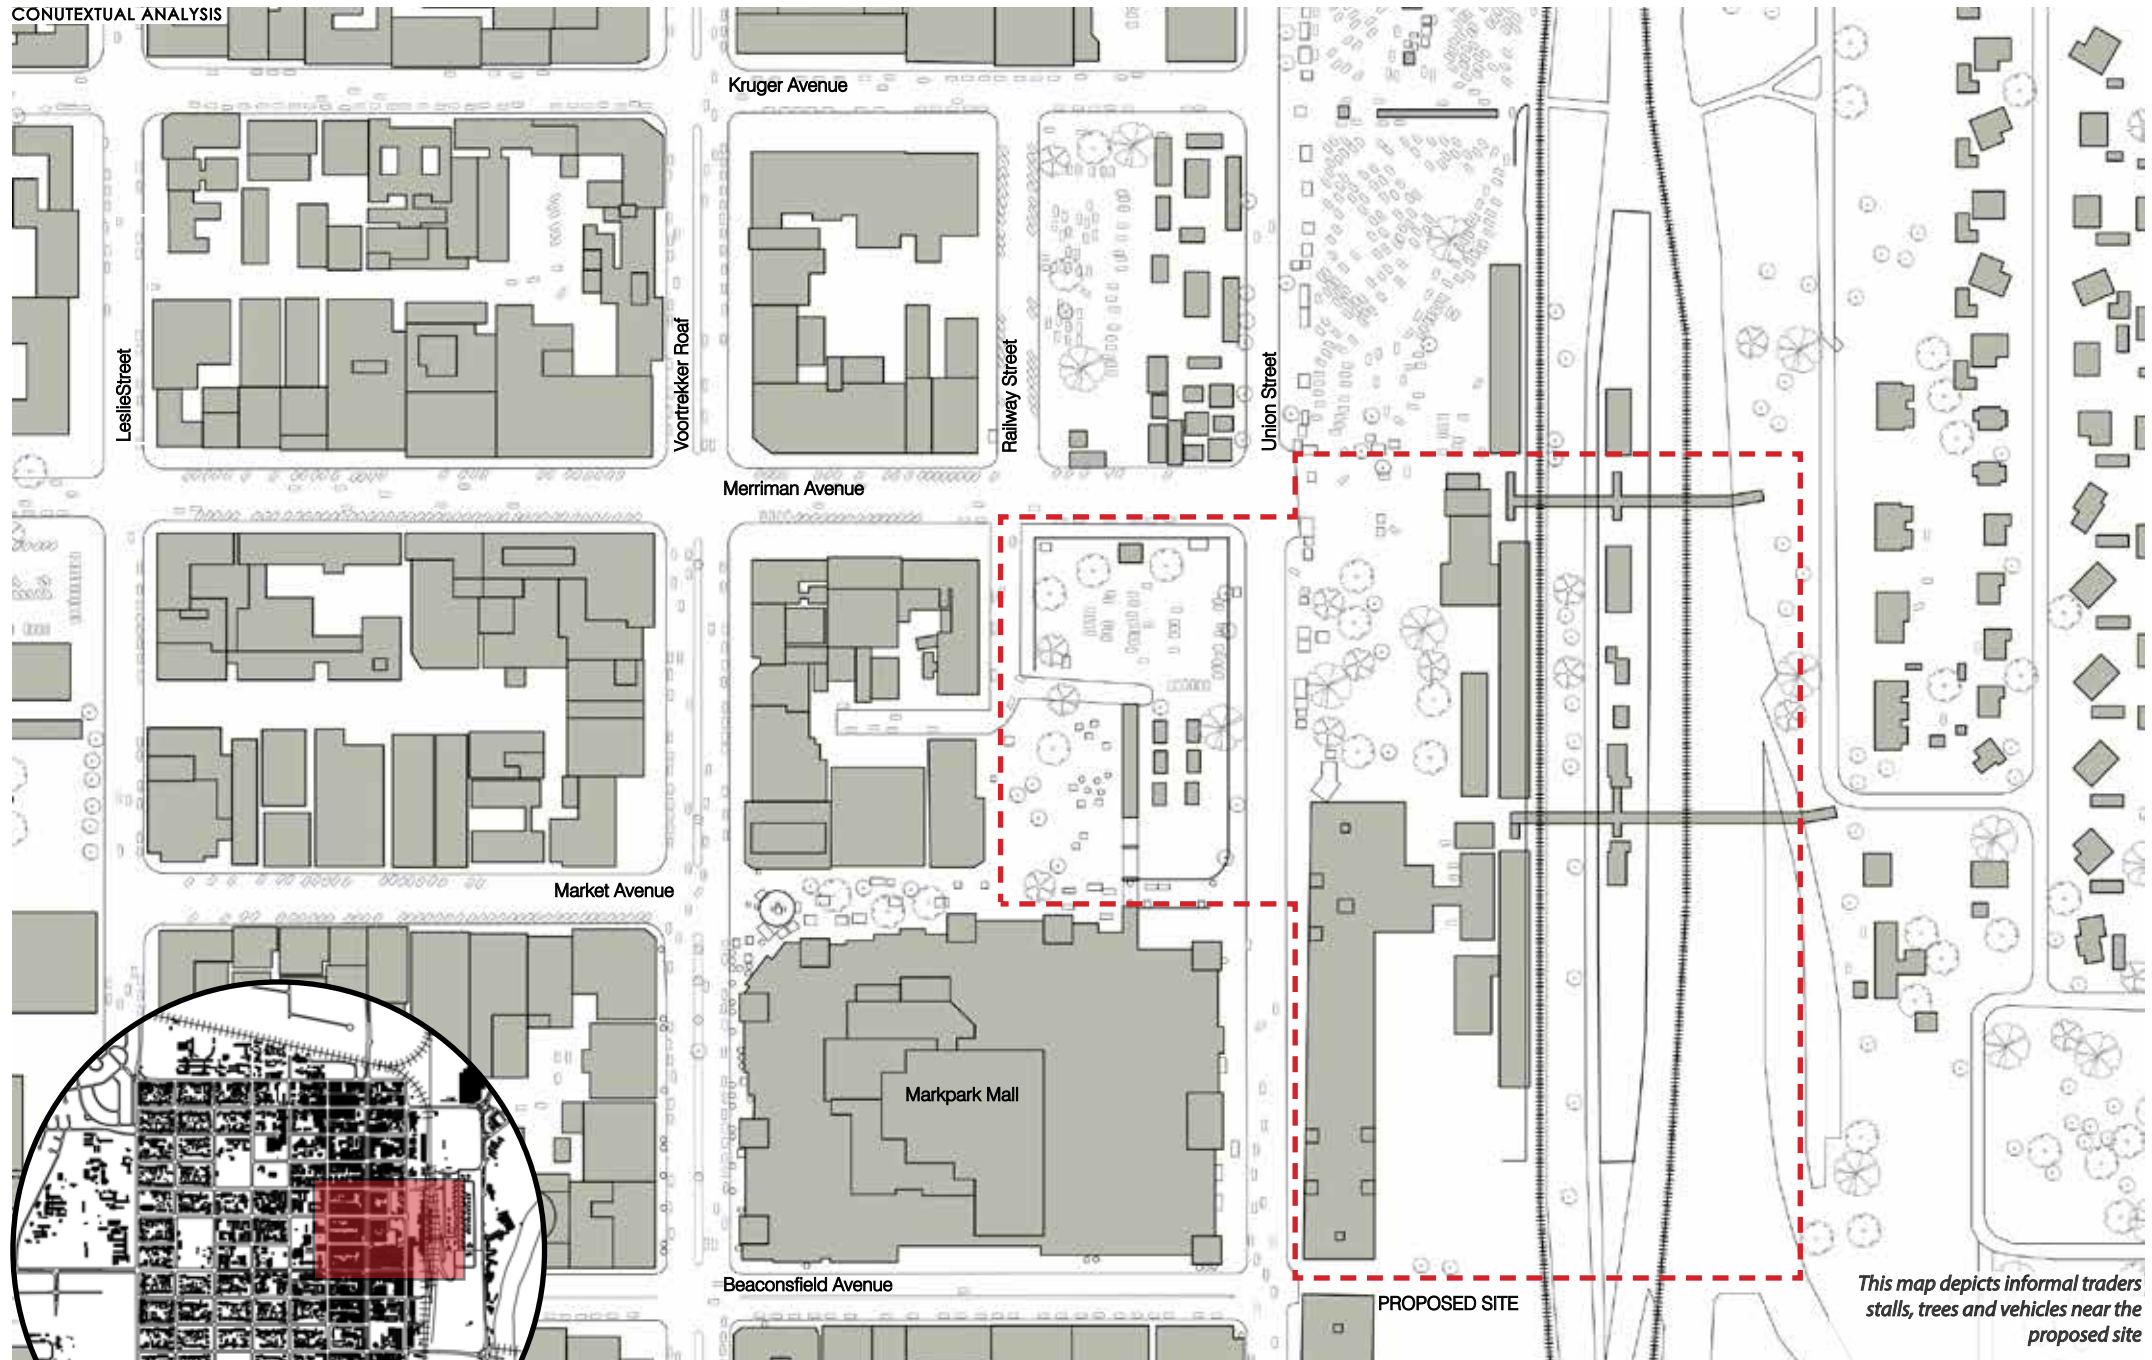 CONUTEXTUAL ANALYSIS
Kruger Avenue
LeslieStreet
Voortrekker Roaf
Railway Street
Union Street
Merriman Avenue
Market Avenue
Markpark Mall
Beaconsfield Avenue
PROPOSED SITE
This map depicts informal traders
stalls, trees and vehicles near the
proposed site